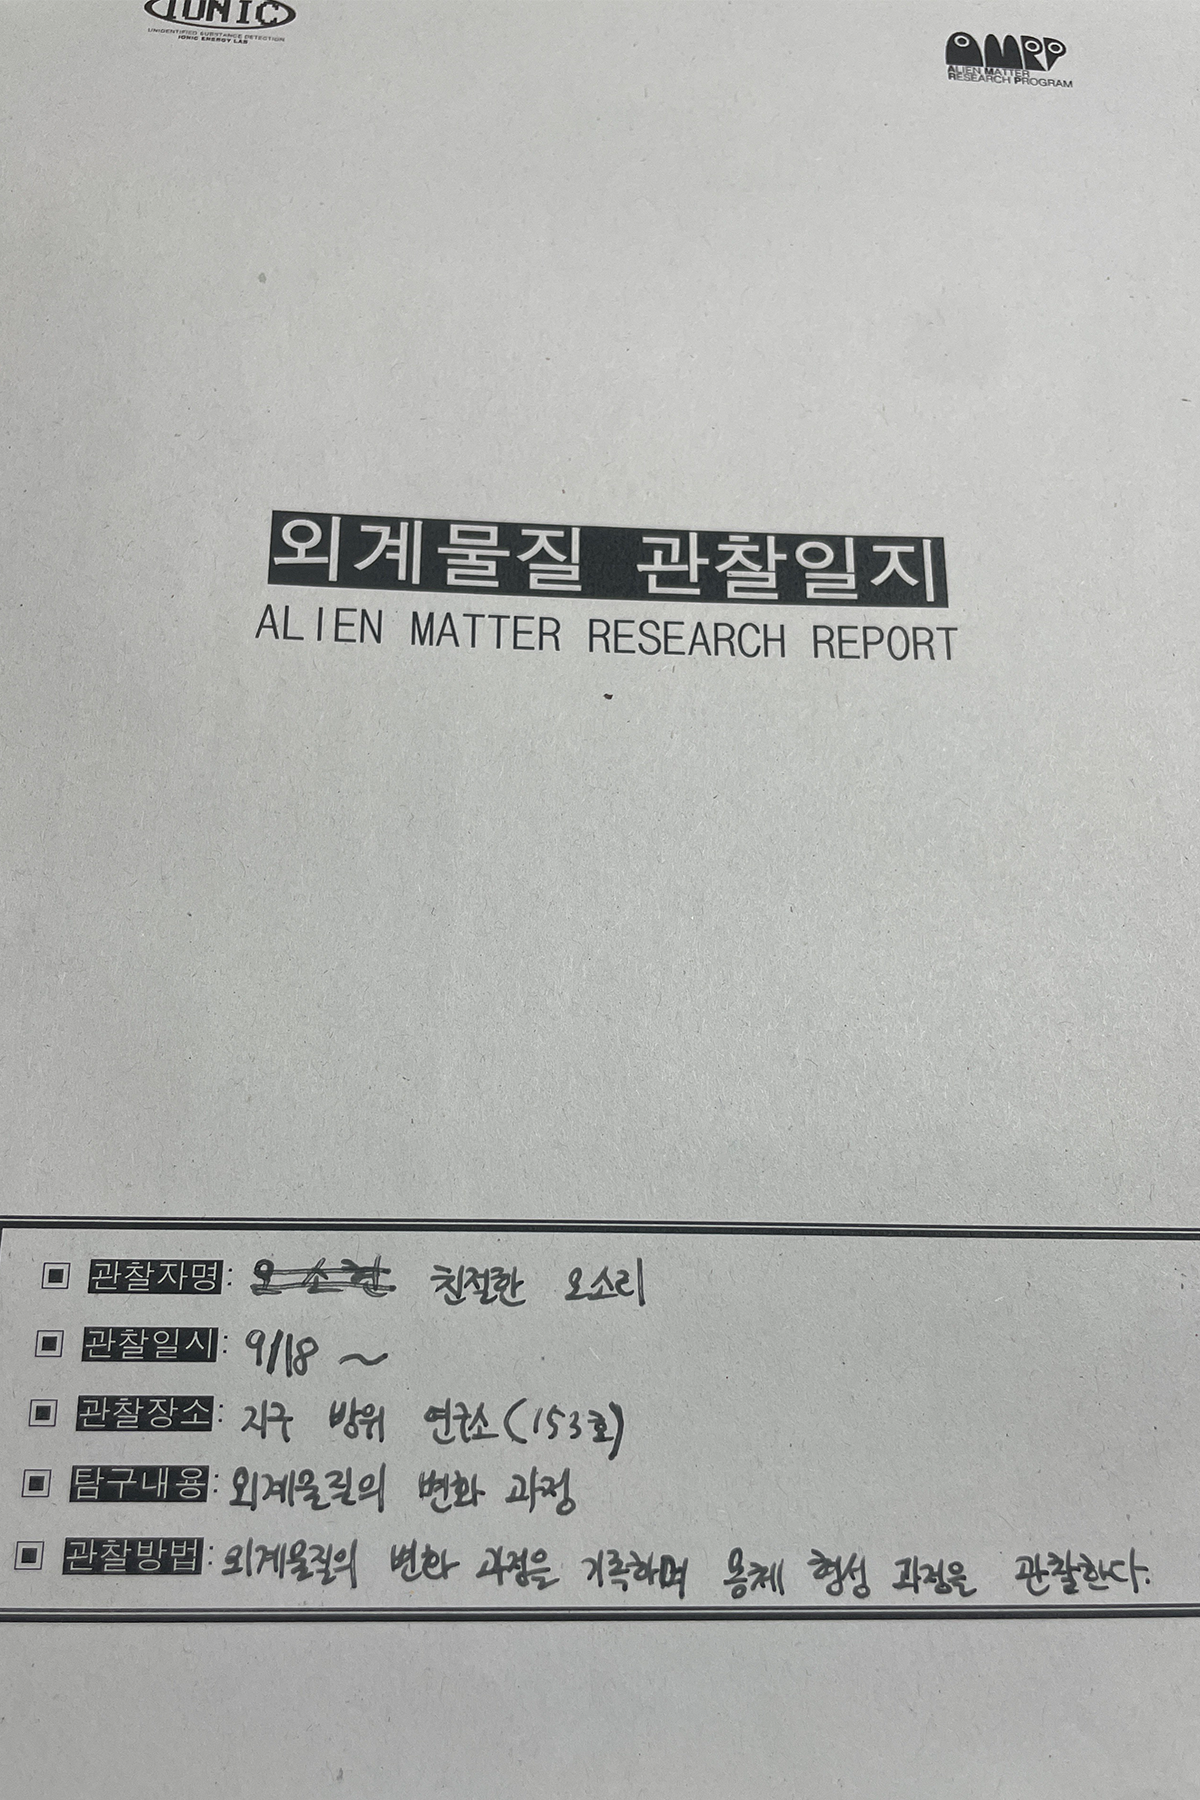 IONIC
UNIDENTIFIED SUBSTANCE DETECTION
IONIC ENERGY LAB
AMRP
ALIEN MATTER
RESEARCH PROGRAM
외계물질 관찰일지
ALIEN MATTER RESEARCH REPORT
관찰자명: 오소현 친절한 오소리
관찰일시: 9/18 ~
관찰장소: 지구 방위 연구소(153호)
탐구내용: 외계물질의 변화 과정
관찰방법: 외계물질의 변화 과정을 기록하며 몸체 형성 과정을 관찰한다.